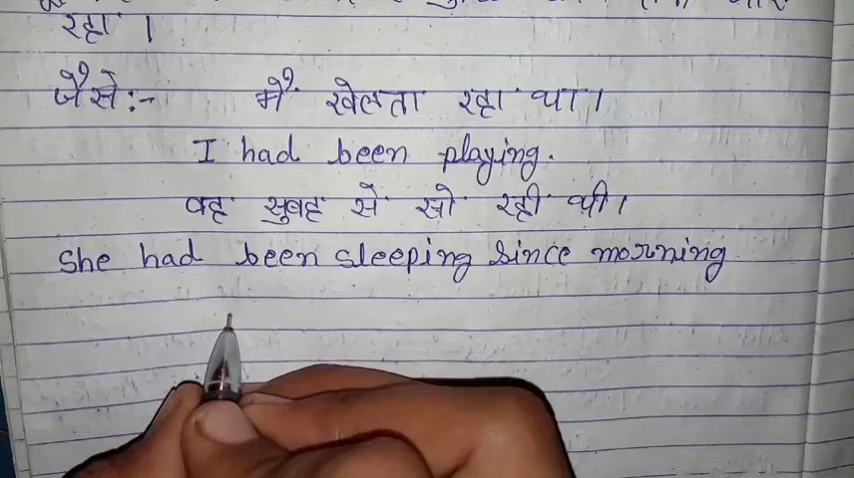 रहा ।
जैसे:- मैं खेलता रहा था।
I had been playing.
वह सुबह से सो रही थी।
She had been sleeping since morning